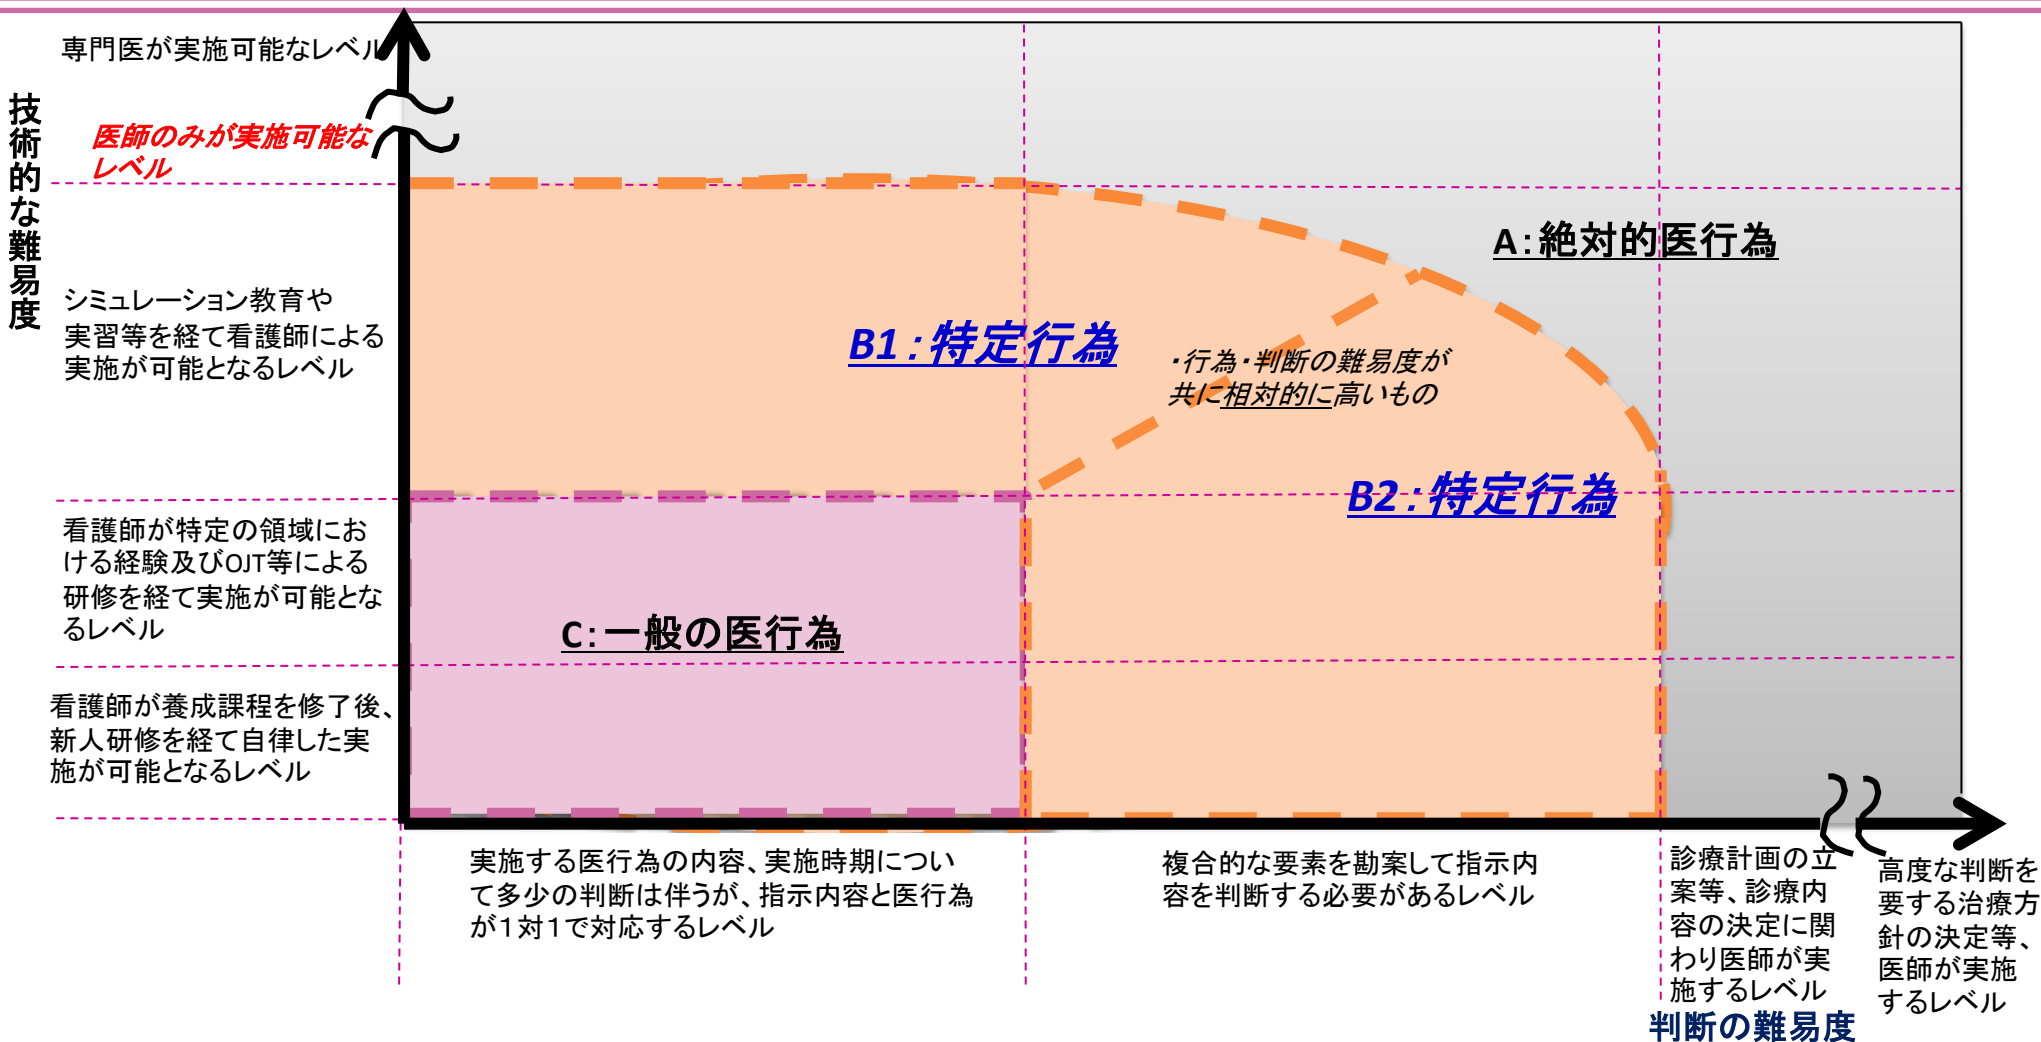 専門医が実施可能なレベル
技術的な難易度
医師のみが実施可能な
レベル
A:絶対的医行為
シミュレーション教育や
実習等を経て看護師による
実施が可能となるレベル
B1:特定行為
・行為・判断の難易度が
共に相対的に高いもの
B2:特定行為
看護師が特定の領域にお
ける経験及びOJT等による
研修を経て実施が可能とな
るレベル
C:一般の医行為
看護師が養成課程を修了後、
新人研修を経て自律した実
施が可能となるレベル
実施する医行為の内容、実施時期につい
て多少の判断は伴うが、指示内容と医行為
が1対1で対応するレベル
複合的な要素を勘案して指示内
容を判断する必要があるレベル
診療計画の立
案等、診療内
容の決定に関
わり医師が実
施するレベル
高度な判断を
要する治療方
針の決定等、
医師が実施
するレベル
判断の難易度